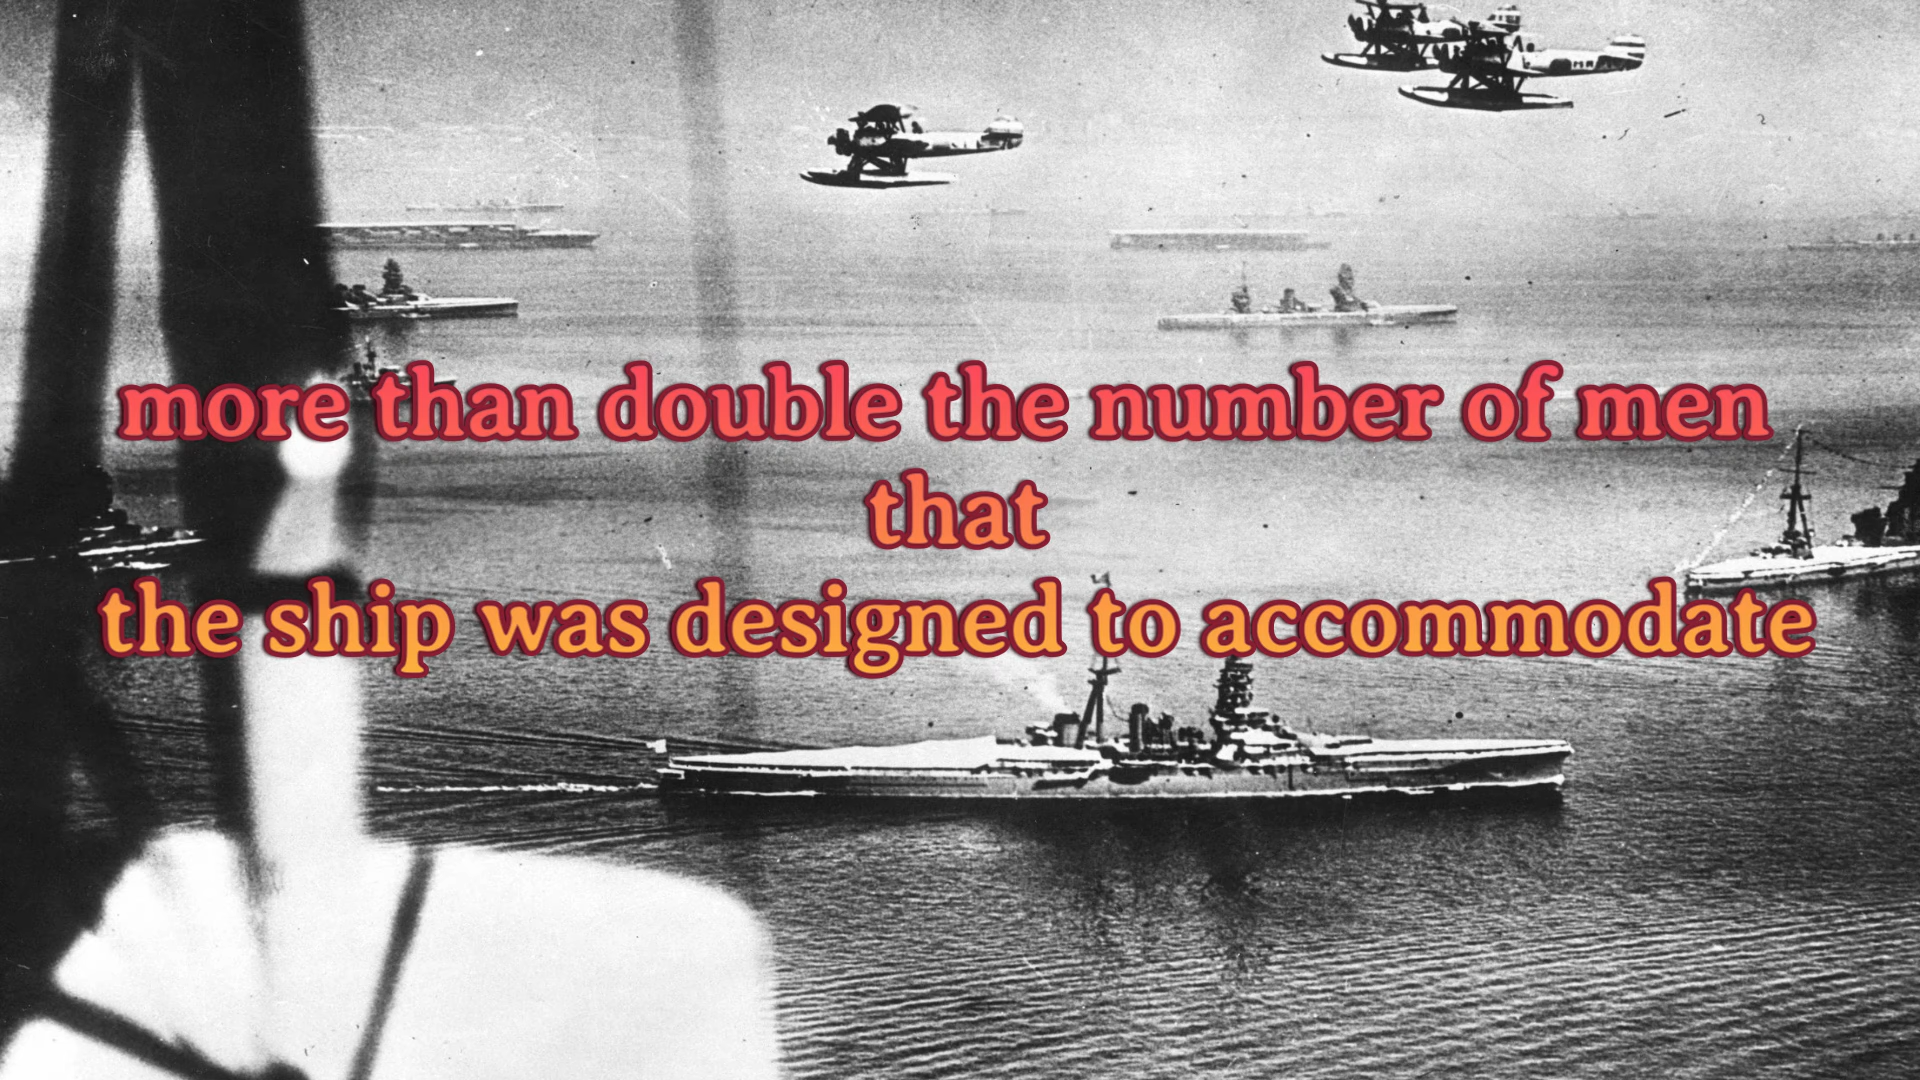 more than double the number of men
that
the ship was designed to accommodate